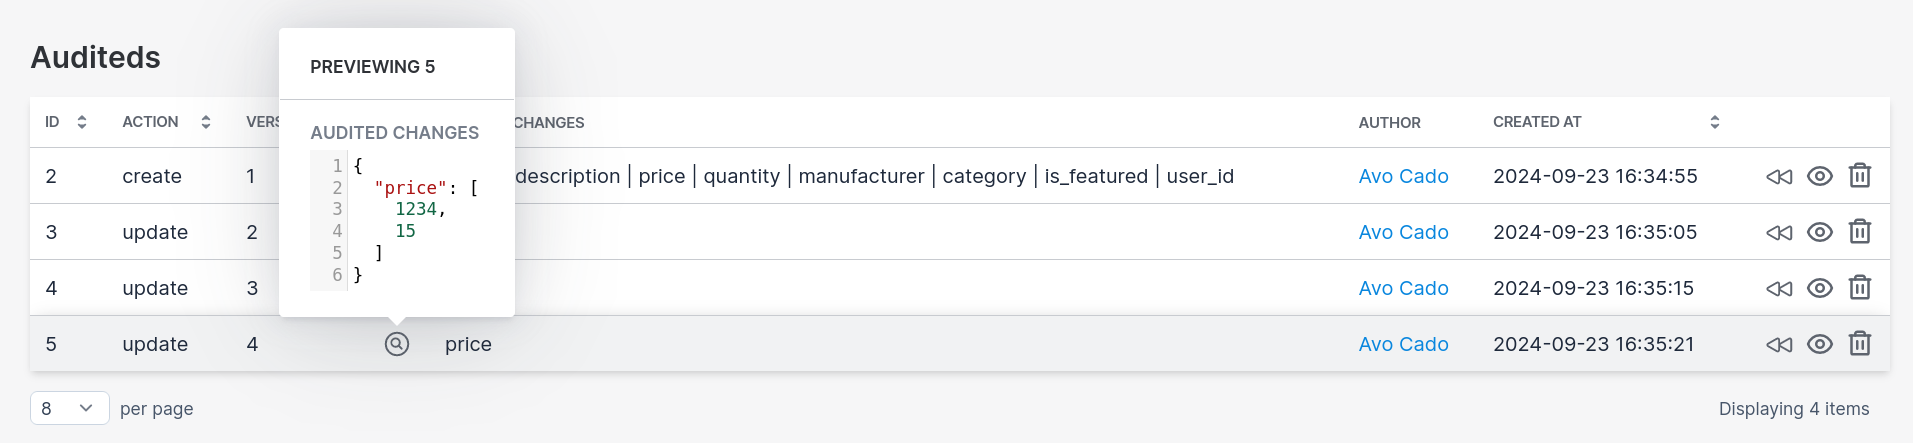 Auditeds
PREVIEWING 5
AUDITED CHANGES
1 {
2 "price": [
3 1234,
4 15
5 ]
6 }
ID ACTION VERS CHANGES AUTHOR CREATED AT
2 create 1 description | price | quantity | manufacturer | category | is_featured | user_id Avo Cado 2024-09-23 16:34:55
3 update 2 Avo Cado 2024-09-23 16:35:05
4 update 3 Avo Cado 2024-09-23 16:35:15
5 update 4 price Avo Cado 2024-09-23 16:35:21
8 per page Displaying 4 items